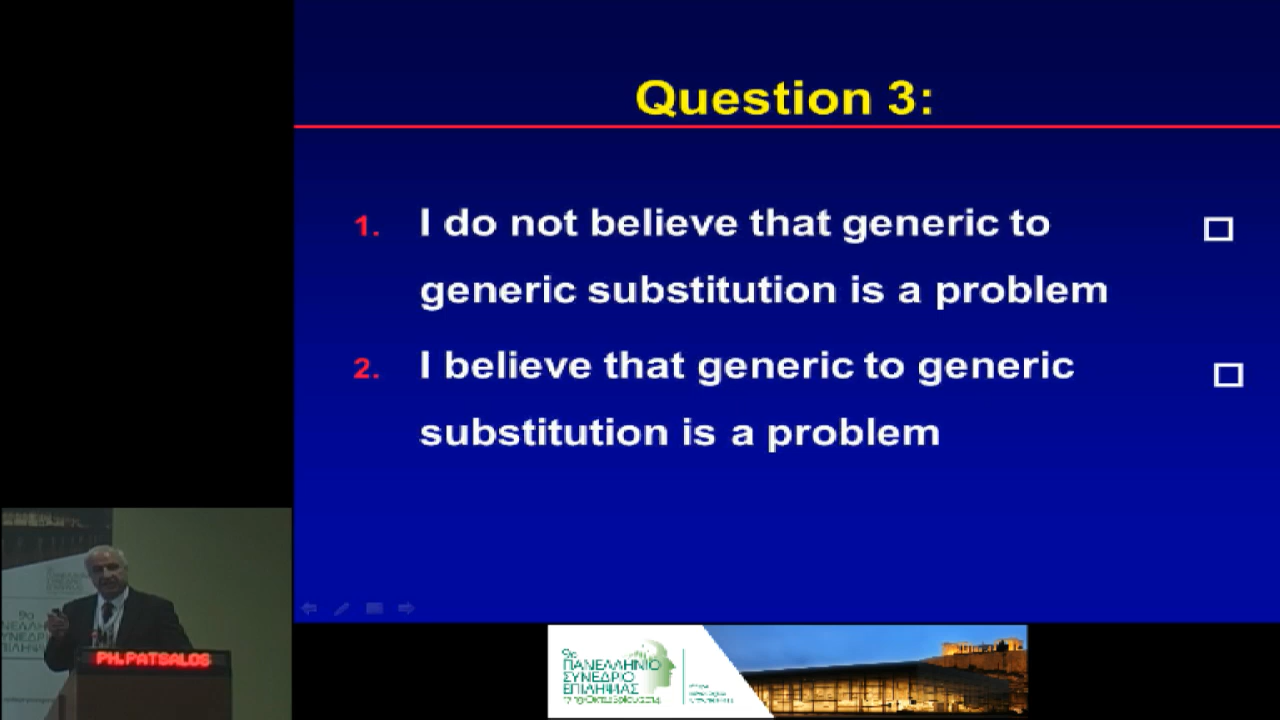 Question 3:
1. I do not believe that generic to
generic substitution is a problem
2. I believe that generic to generic
substitution is a problem
PH.PATSALOS
9ο
ΠΑΝΕΛΛΗΝΙΟ
ΣΥΝΕΔΡΙΟ
ΕΠΙΛΗΨΙΑΣ